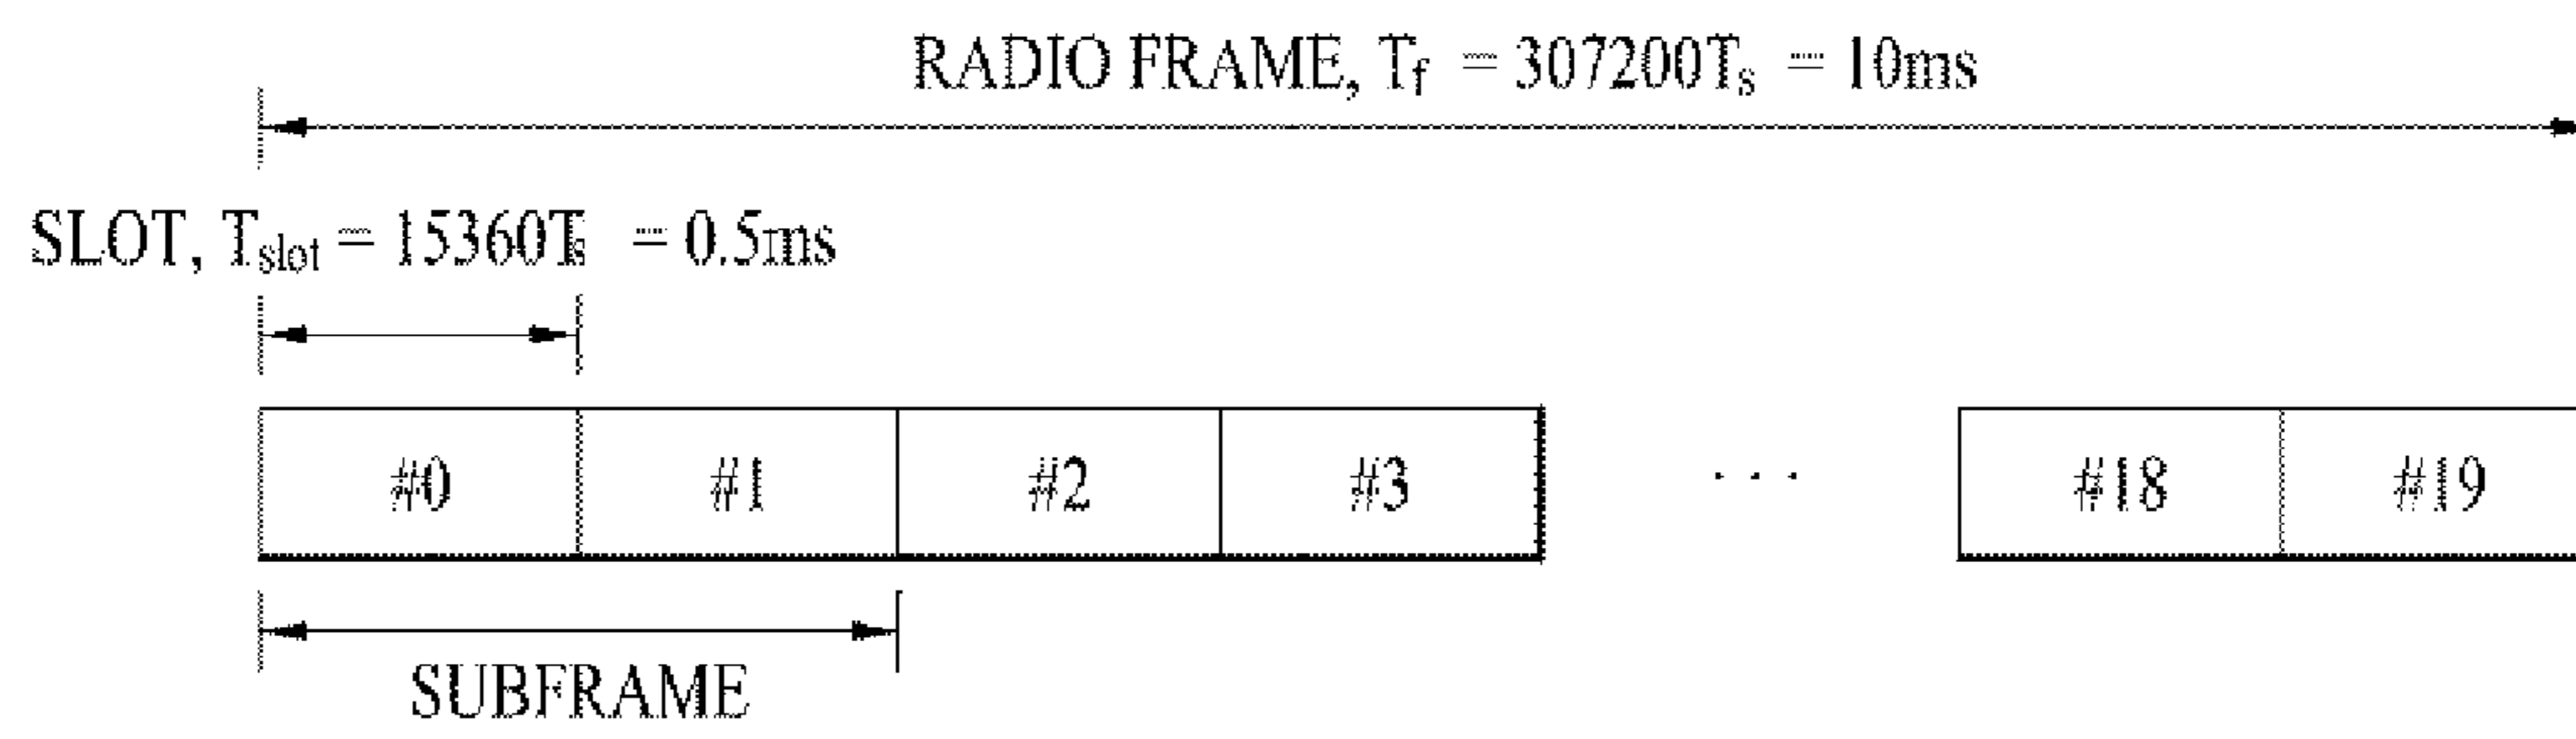 RADIO FRAME, Tf = 307200Ts = 10ms
SLOT, Tslot = 15360Ts = 0.5ms
#0 #1 #2 #3 . . . #18 #19
SUBFRAME